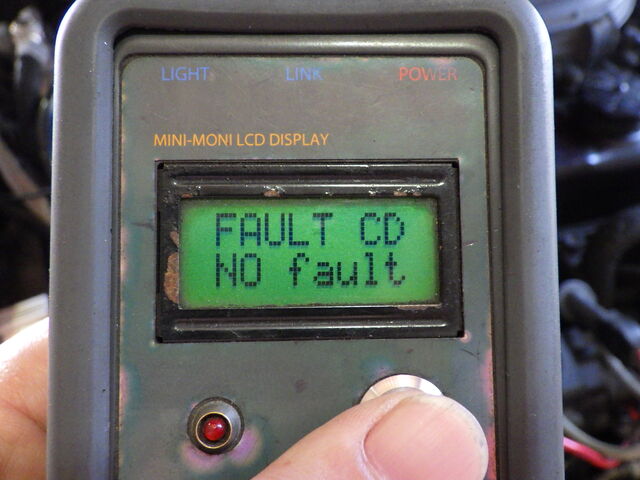 LIGHT LINK POWER
MINI-MONI LCD DISPLAY
FAULT CD
NO fault